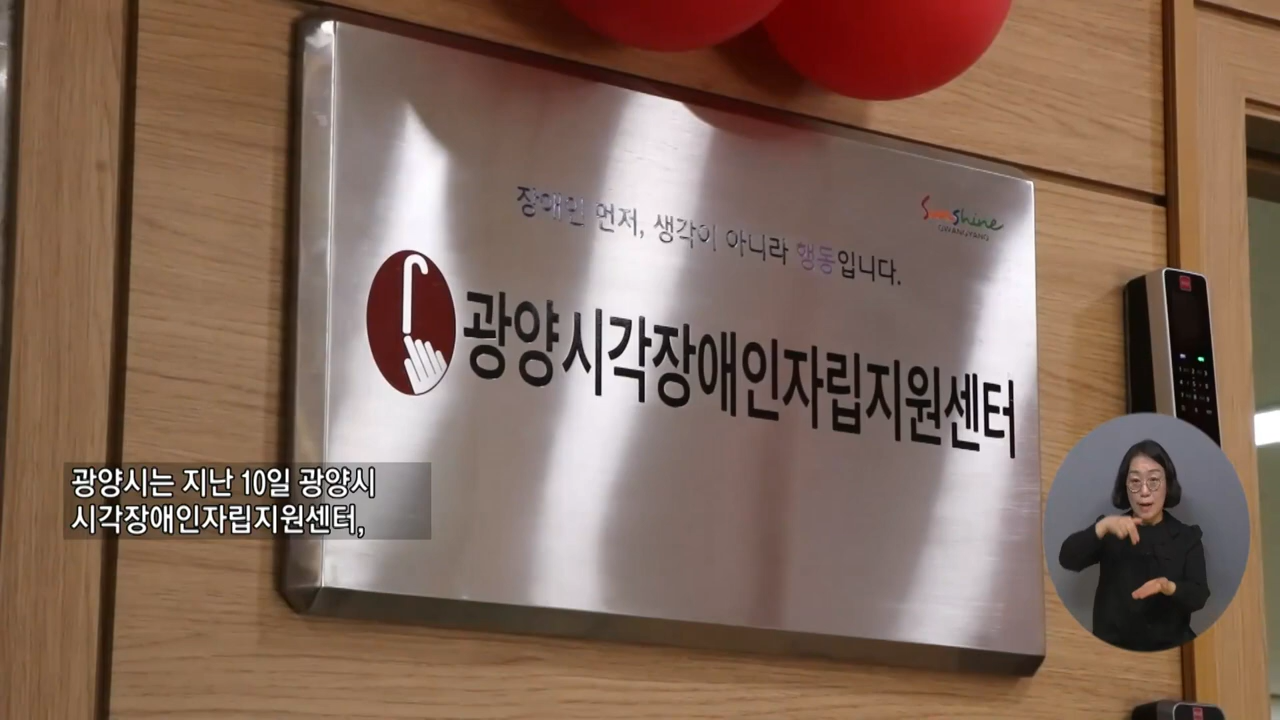 장애인 먼저, 생각이 아니라 행동입니다.
Sunshine
GWANGYANG
광양시각장애인자립지원센터
광양시는 지난 10일 광양시
시각장애인자립지원센터,